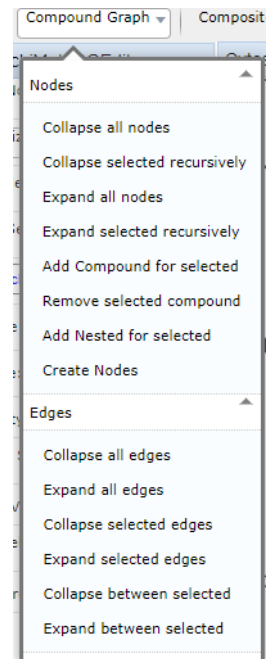 Compound Graph
Composit
Nodes
Collapse all nodes
Collapse selected recursively
Expand all nodes
Expand selected recursively
Add Compound for selected
Remove selected compound
Add Nested for selected
Create Nodes
Edges
Collapse all edges
Expand all edges
Collapse selected edges
Expand selected edges
Collapse between selected
Expand between selected